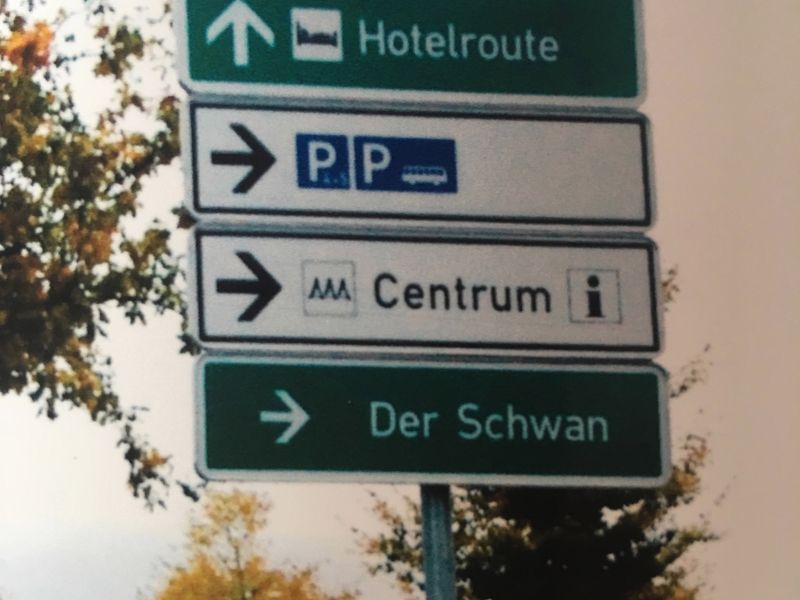 Hotelroute
P P
Centrum i
Der Schwan